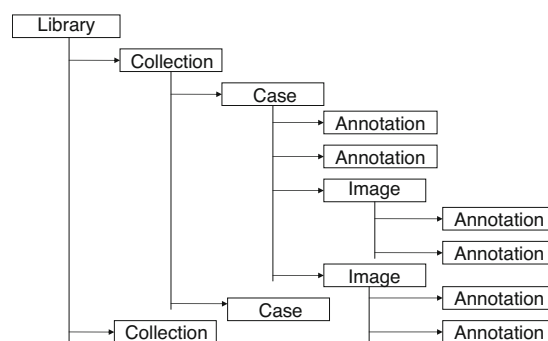 Library
Collection
Case
Annotation
Annotation
Image
Annotation
Annotation
Image
Annotation
Case
Annotation
Collection